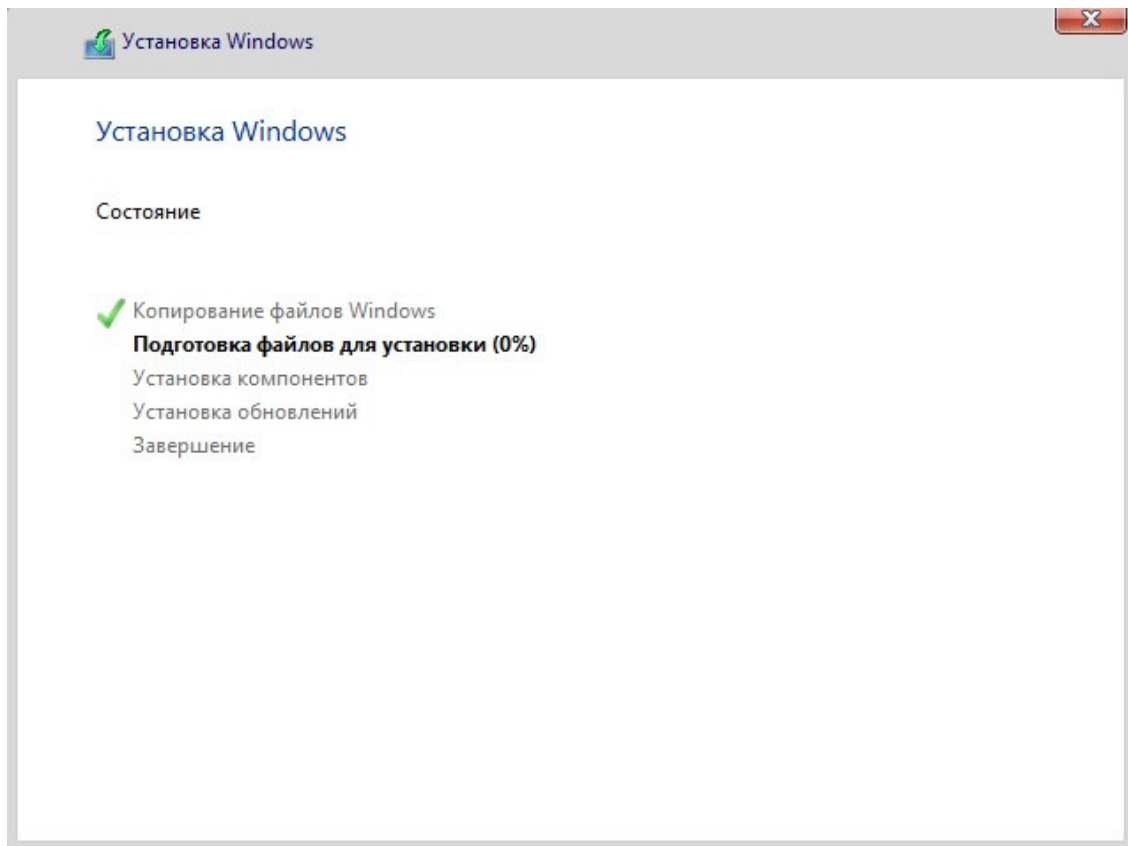 Установка Windows
Установка Windows
Состояние
Копирование файлов Windows
Подготовка файлов для установки (0%)
Установка компонентов
Установка обновлений
Завершение